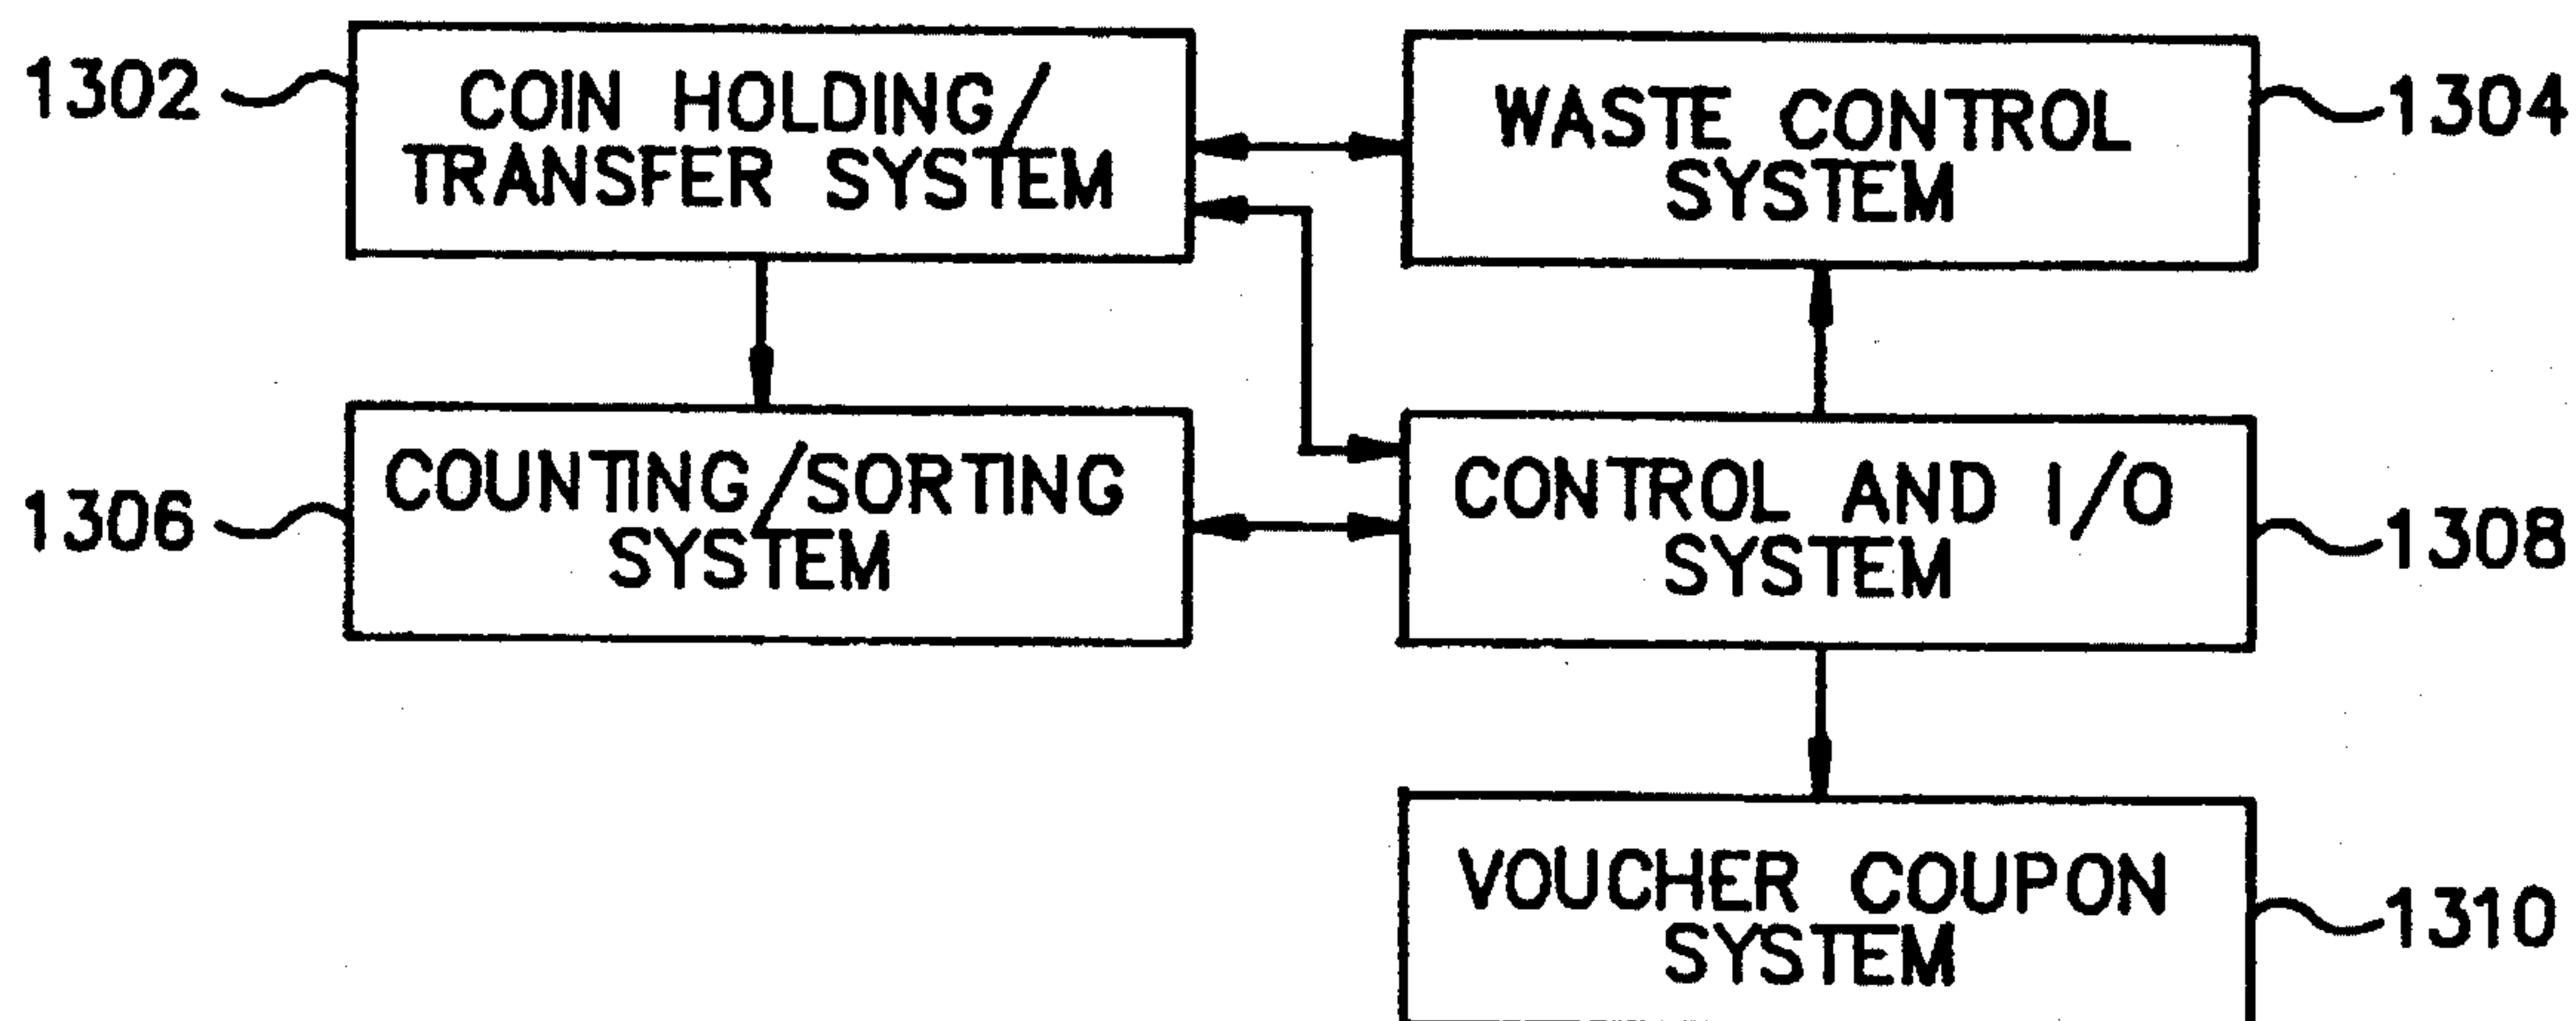 1302
COIN HOLDING/
TRANSFER SYSTEM
WASTE CONTROL
SYSTEM
1304
1306
COUNTING/SORTING
SYSTEM
CONTROL AND I/O
SYSTEM
1308
VOUCHER COUPON
SYSTEM
1310